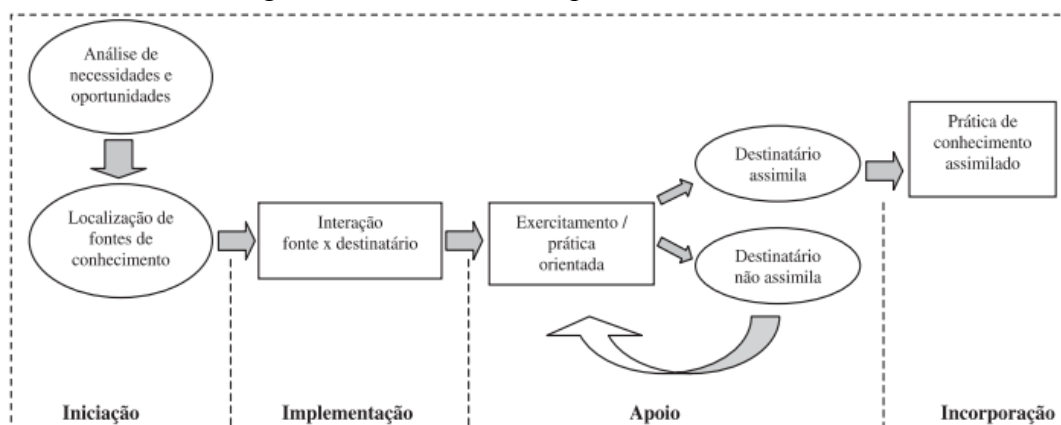 Análise de
necessidades e
oportunidades
Localização de
fontes de
conhecimento
Interação
fonte x destinatário
Exercitamento /
prática
orientada
Destinatário
assimila
Destinatário
não assimila
Prática de
conhecimento
assimilado
Iniciação
Implementação
Apoio
Incorporação